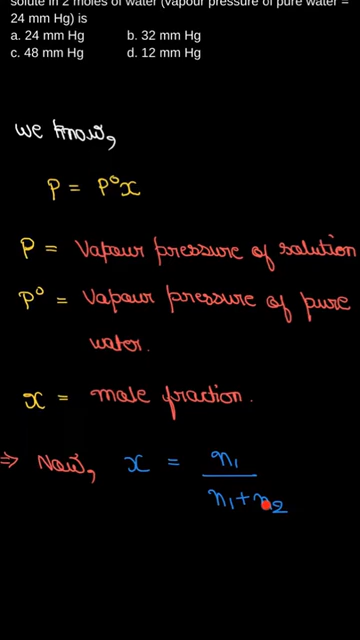 solute in 2 moles of water (vapour pressure of pure water =
24 mm Hg) is
a. 24 mm Hg b. 32 mm Hg
c. 48 mm Hg d. 12 mm Hg
we know,
P = P⁰x
P = Vapour pressure of solution
P⁰ = Vapour pressure of pure
water.
x = mole fraction.
⇒ Now, x = n₁ / n₁+n₂